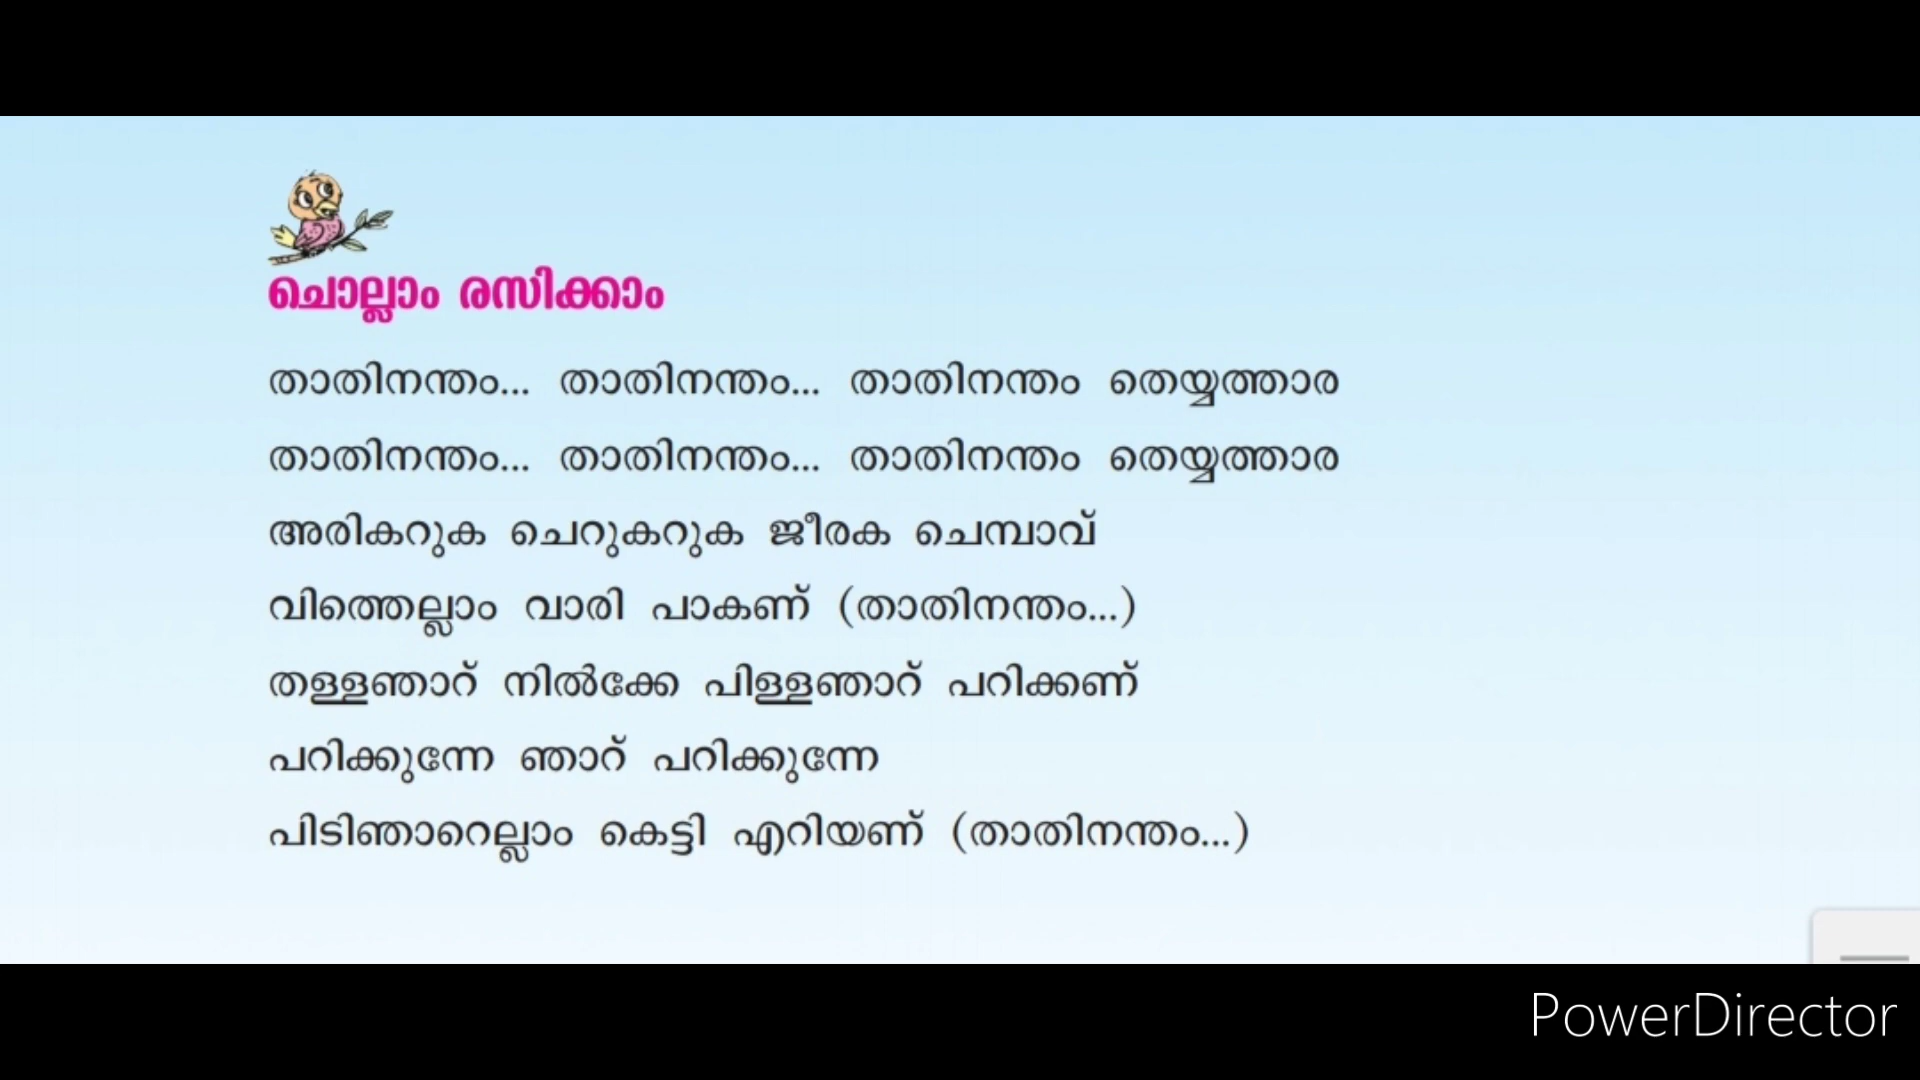 ചൊല്ലാം രസിക്കാം
താതിനന്തം... താതിനന്തം... താതിനന്തം തെയ്യത്താര
താതിനന്തം... താതിനന്തം... താതിനന്തം തെയ്യത്താര
അരികറുക ചെറുകറുക ജീരക ചെമ്പാവ്
വിത്തെല്ലാം വാരി പാകണ് (താതിനന്തം...)
തള്ളഞാറ് നിൽക്കേ പിള്ളഞാറ് പറിക്കണ്
പറിക്കുന്നേ ഞാറ് പറിക്കുന്നേ
പിടിഞാറെല്ലാം കെട്ടി എറിയണ് (താതിനന്തം...)
PowerDirector